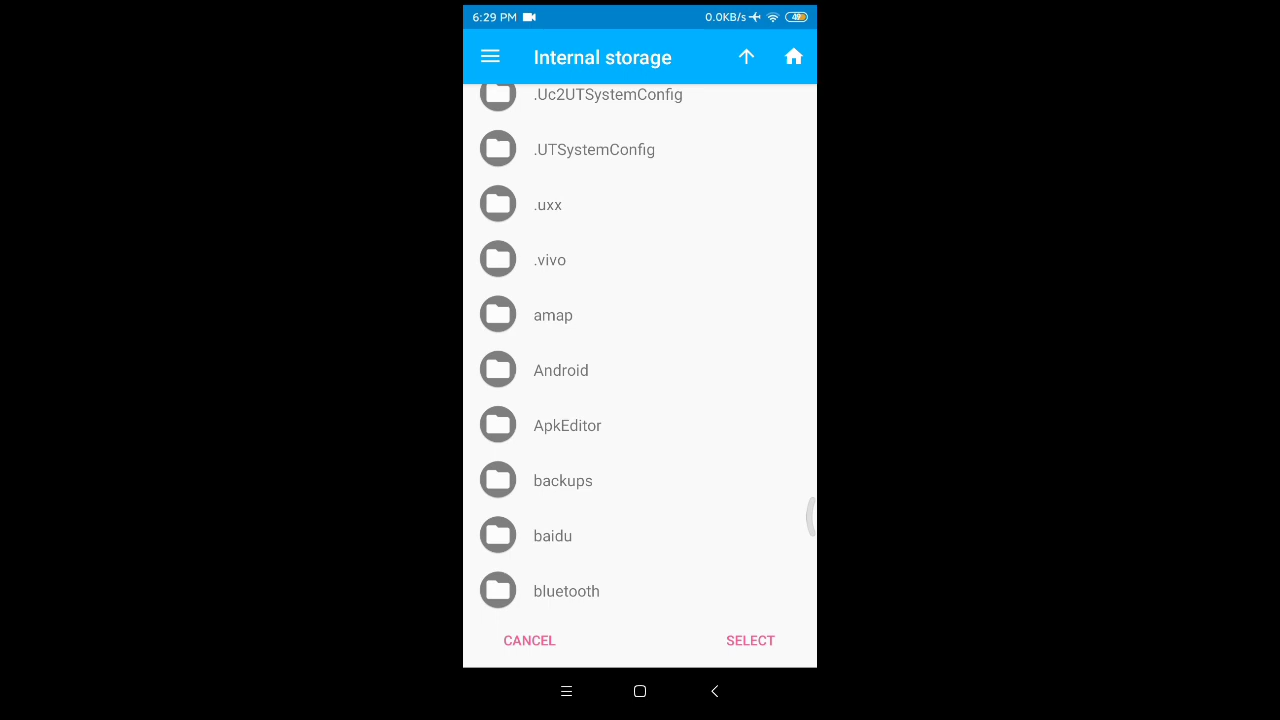 6:29 PM 0.0KB/s 49
Internal storage
.Uc2UTSystemConfig
.UTSystemConfig
.uxx
.vivo
amap
Android
ApkEditor
backups
baidu
bluetooth
CANCEL SELECT